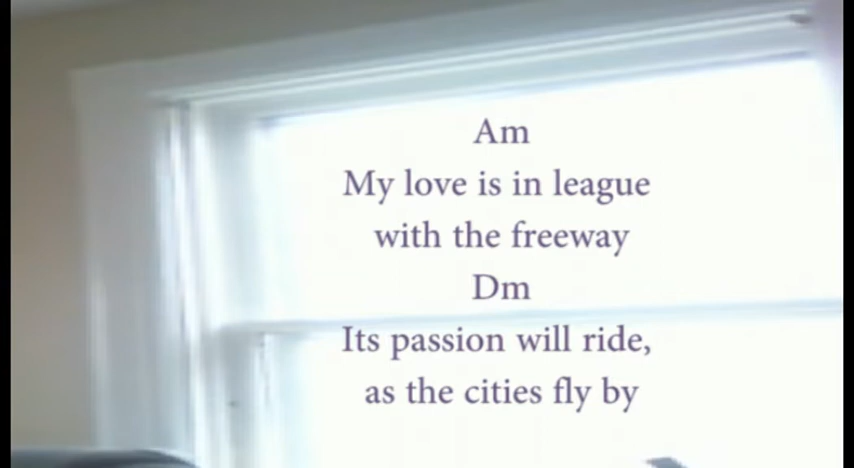 Am
My love is in league
with the freeway
Dm
Its passion will ride,
as the cities fly by